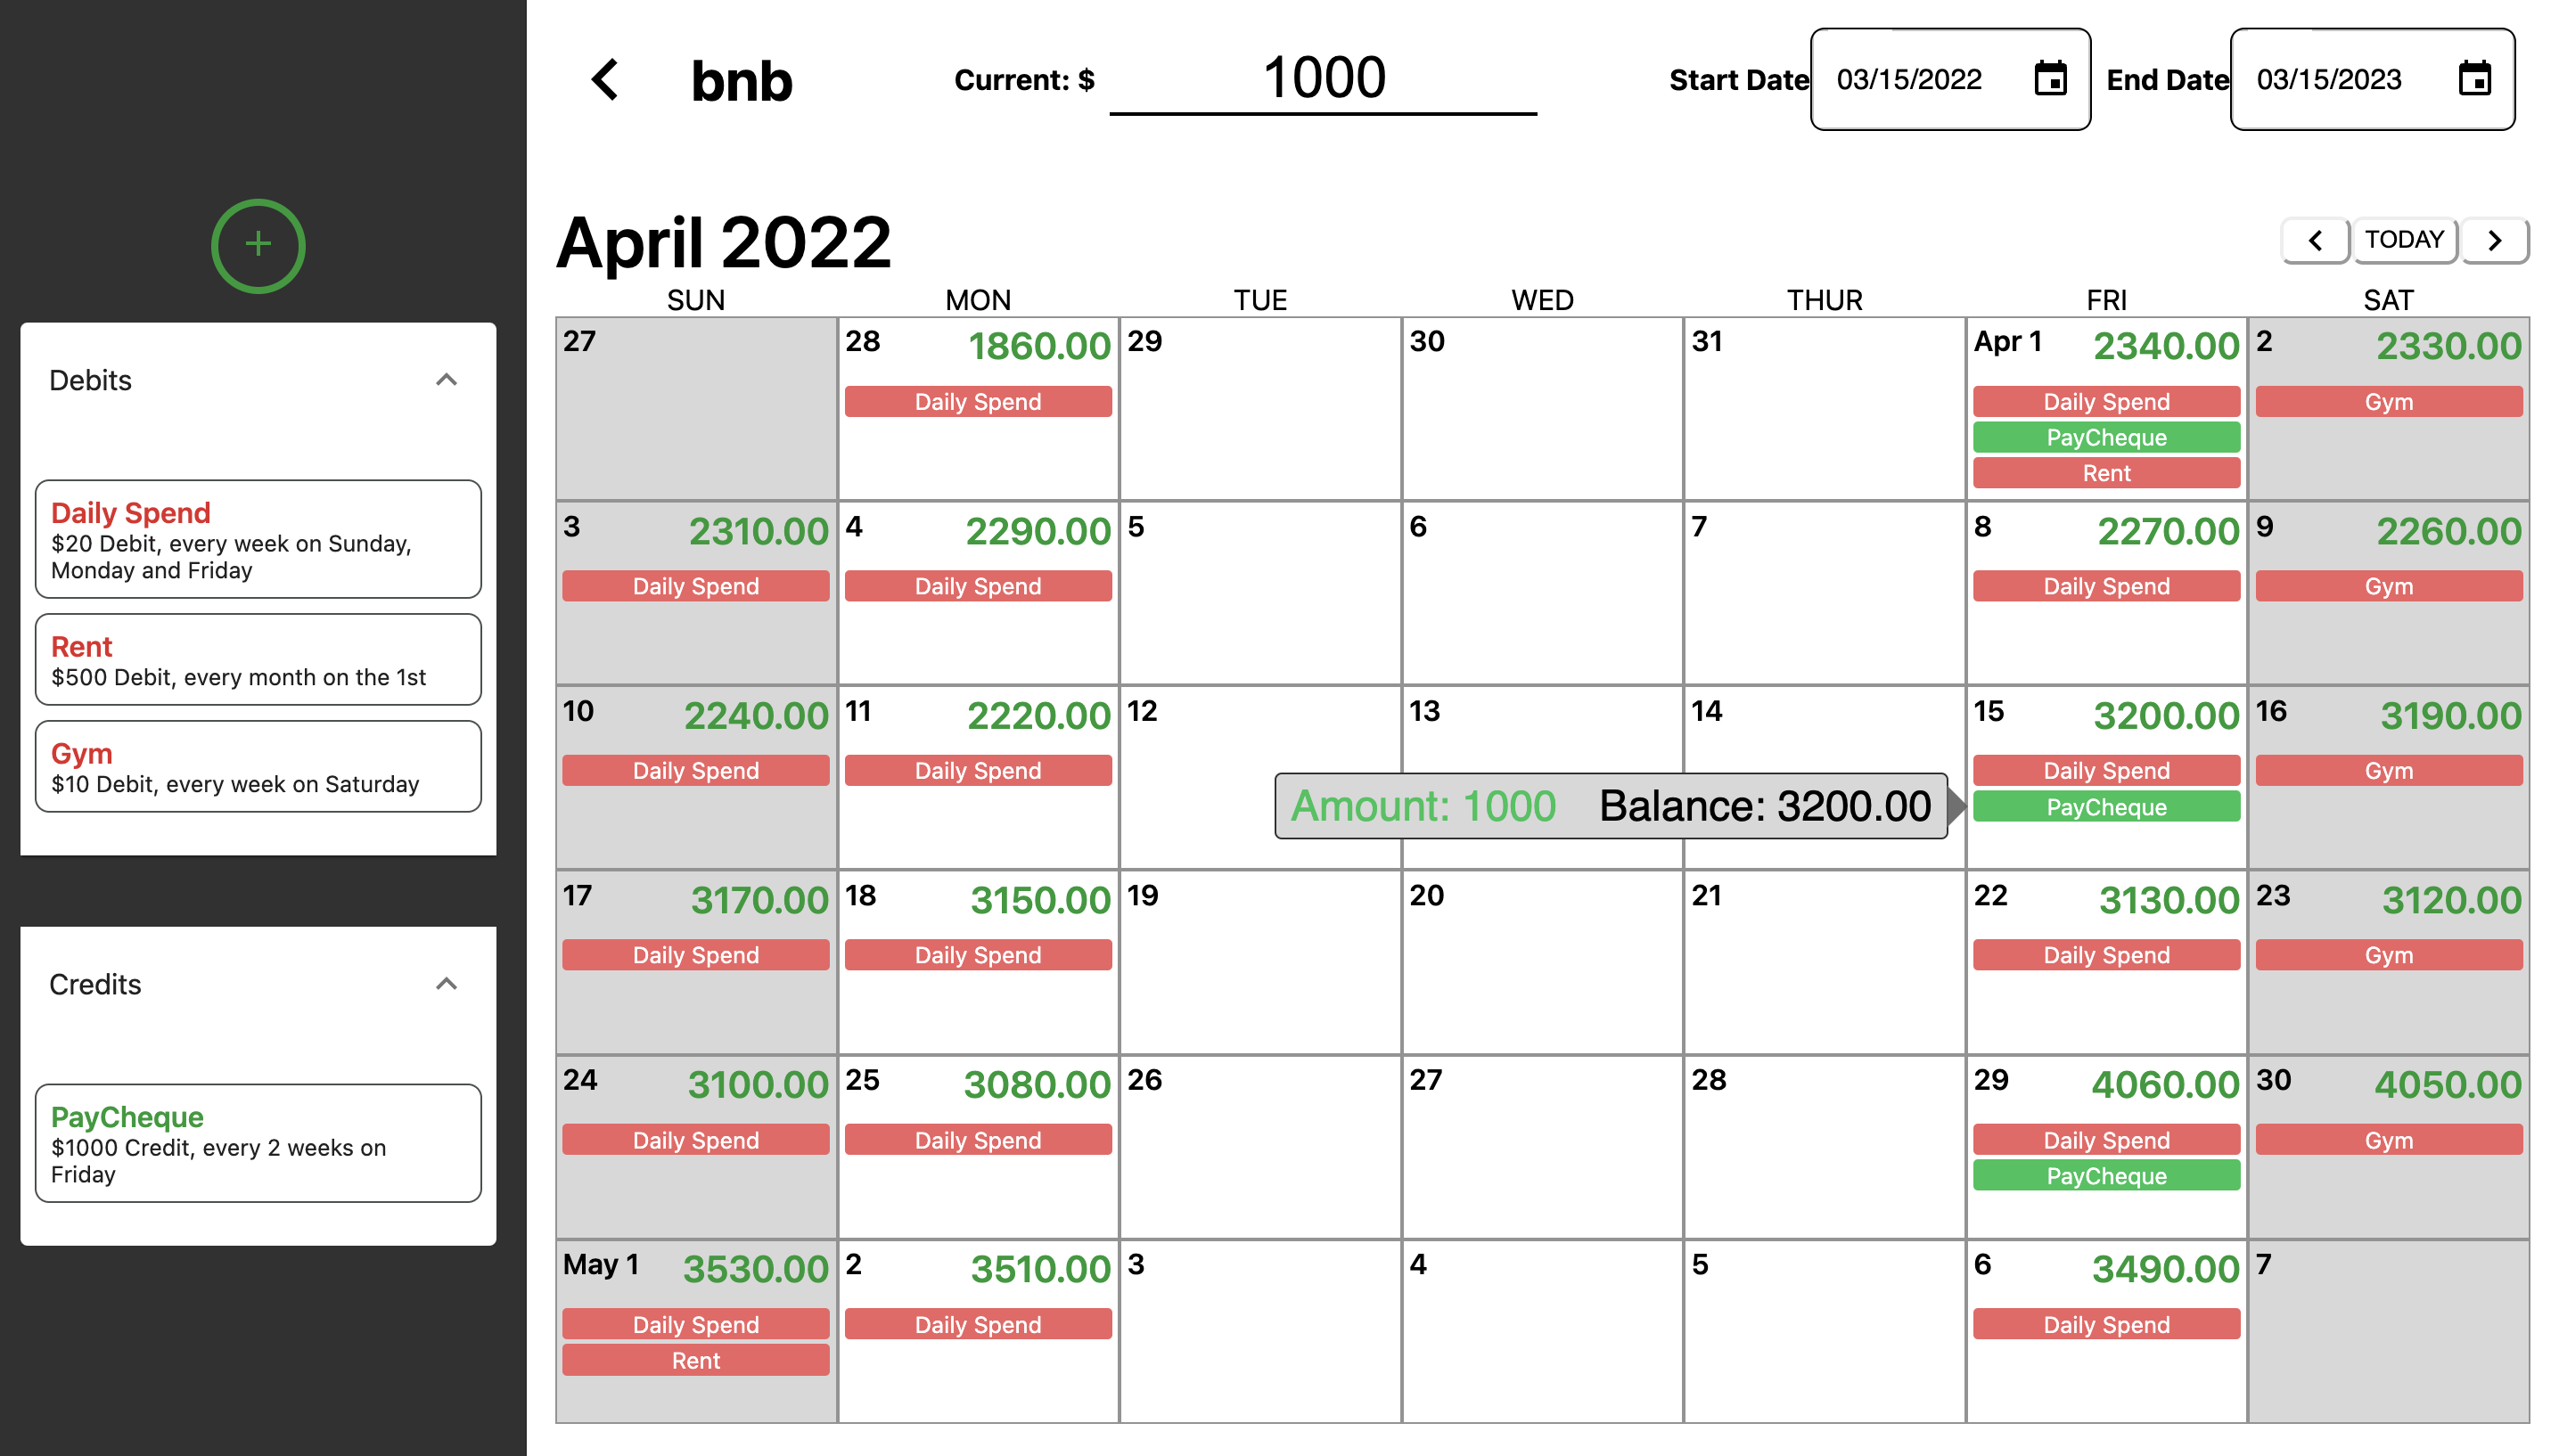 bnb
Current: $ 1000
Start Date 03/15/2022 End Date 03/15/2023
+
Debits
Daily Spend
$20 Debit, every week on Sunday,
Monday and Friday
Rent
$500 Debit, every month on the 1st
Gym
$10 Debit, every week on Saturday
Credits
PayCheque
$1000 Credit, every 2 weeks on
Friday
April 2022
TODAY
SUN MON TUE WED THUR FRI SAT
27 28 1860.00 29 30 31 Apr 1 2340.00 2 2330.00
Daily Spend Daily Spend Gym
PayCheque
Rent
3 2310.00 4 2290.00 5 6 7 8 2270.00 9 2260.00
Daily Spend Daily Spend Daily Spend Gym
10 2240.00 11 2220.00 12 13 14 15 3200.00 16 3190.00
Daily Spend Daily Spend Daily Spend Gym
Amount: 1000 Balance: 3200.00 PayCheque
17 3170.00 18 3150.00 19 20 21 22 3130.00 23 3120.00
Daily Spend Daily Spend Daily Spend Gym
24 3100.00 25 3080.00 26 27 28 29 4060.00 30 4050.00
Daily Spend Daily Spend Daily Spend Gym
PayCheque
May 1 3530.00 2 3510.00 3 4 5 6 3490.00 7
Daily Spend Daily Spend Daily Spend
Rent